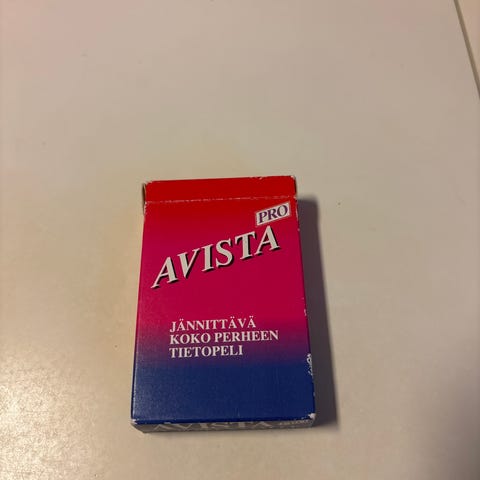 PRO
AVISTA
JÄNNITTÄVÄ
KOKO PERHEEN
TIETOPELI
AVISTA